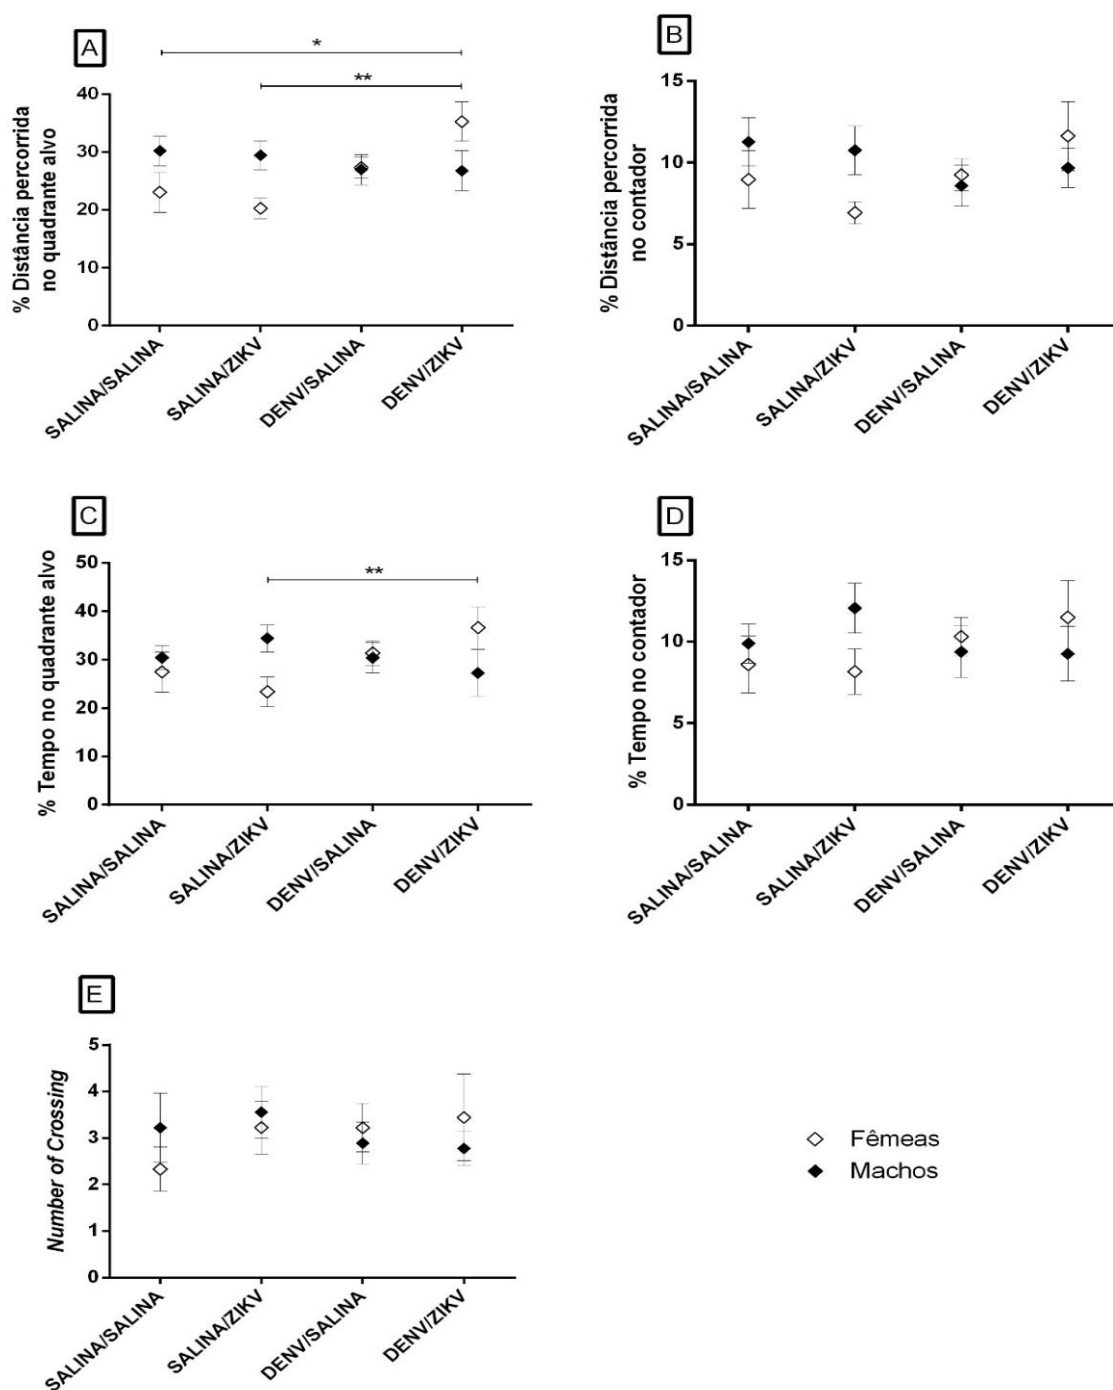 A
*
**
% Distância percorrida
no quadrante alvo
40
30
20
10
0
SALINA/SALINA
SALINA/ZIKV
DENV/SALINA
DENV/ZIKV
B
% Distância percorrida
no contador
15
10
5
0
SALINA/SALINA
SALINA/ZIKV
DENV/SALINA
DENV/ZIKV
C
**
% Tempo no quadrante alvo
50
40
30
20
10
0
SALINA/SALINA
SALINA/ZIKV
DENV/SALINA
DENV/ZIKV
D
% Tempo no contador
15
10
5
0
SALINA/SALINA
SALINA/ZIKV
DENV/SALINA
DENV/ZIKV
E
Number of Crossing
5
4
3
2
1
0
SALINA/SALINA
SALINA/ZIKV
DENV/SALINA
DENV/ZIKV
Fêmeas
Machos